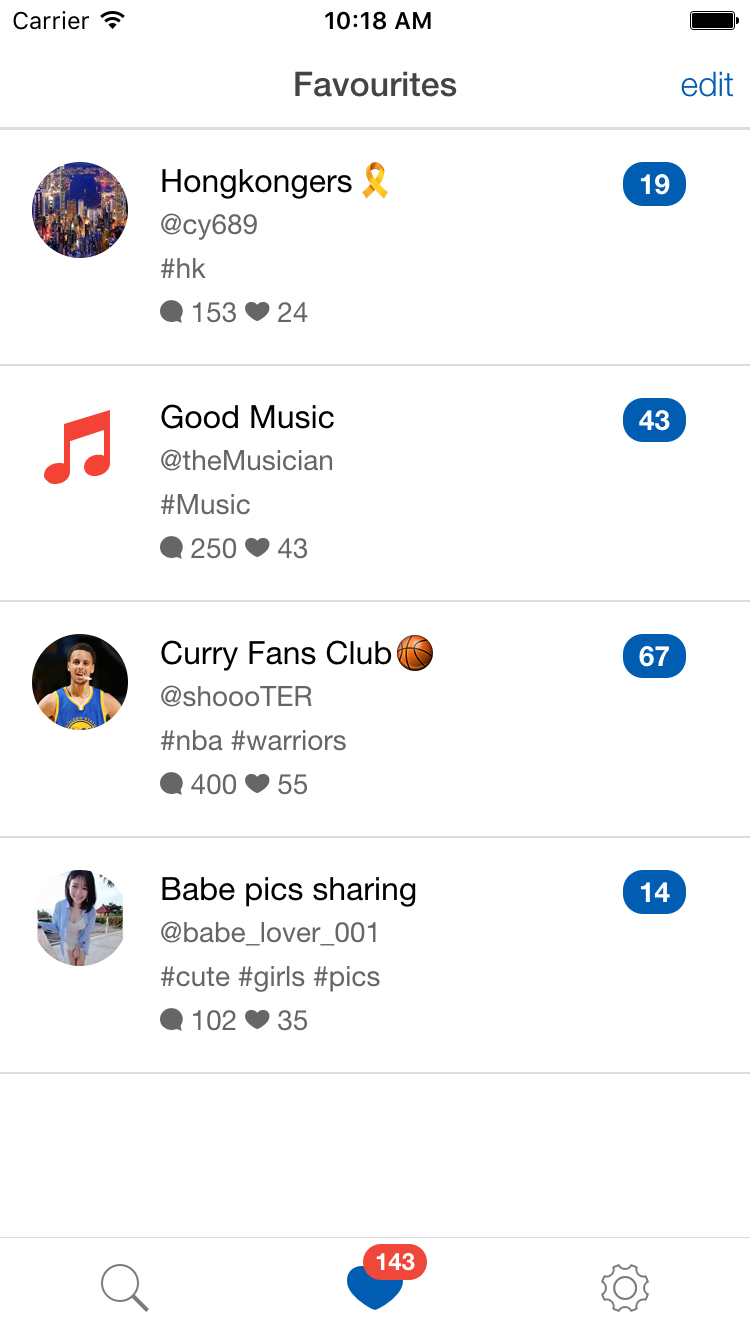 Carrier 10:18 AM
Favourites edit
Hongkongers🎗 19
@cy689
#hk
153 24
Good Music 43
@theMusician
#Music
250 43
Curry Fans Club🏀 67
@shoooTER
#nba #warriors
400 55
Babe pics sharing 14
@babe_lover_001
#cute #girls #pics
102 35
143